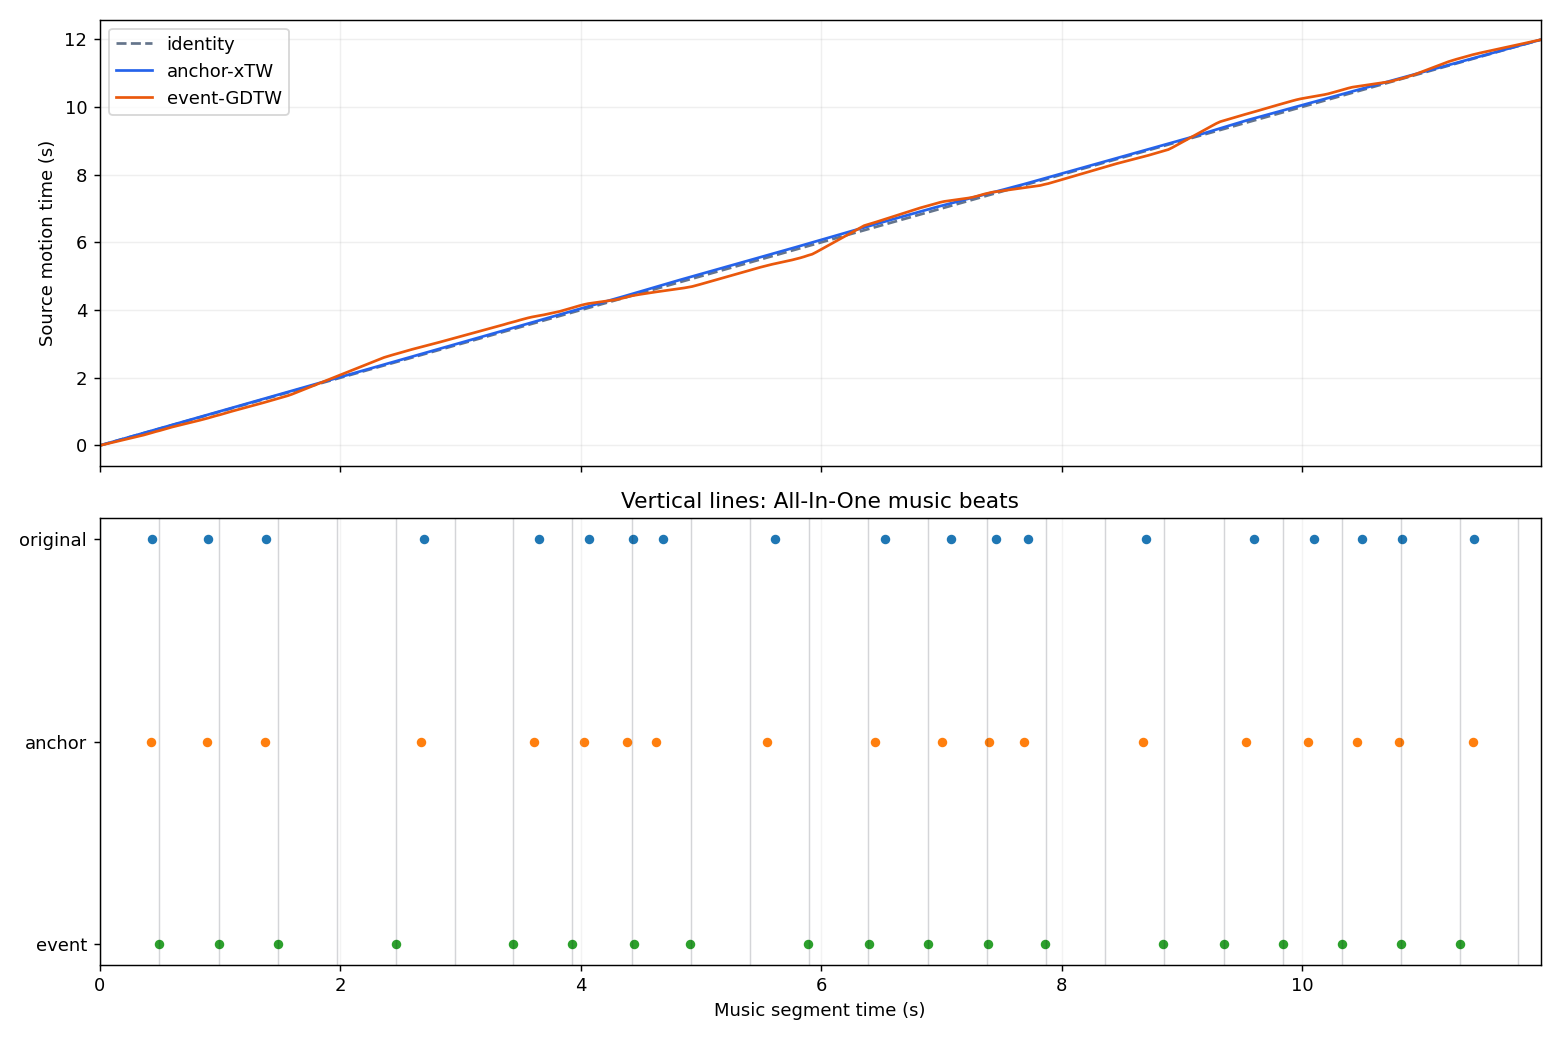 12
10
8
6
4
2
0
Source motion time (s)
identity
anchor-xTW
event-GDTW
Vertical lines: All-In-One music beats
original
anchor
event
0 2 4 6 8 10
Music segment time (s)